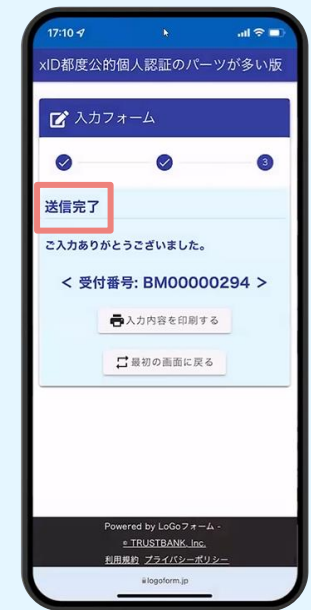 17:10
xID都度公的個人認証のパーツが多い版
入力フォーム
3
送信完了
ご入力ありがとうございました。
< 受付番号: BM00000294 >
入力内容を印刷する
最初の画面に戻る
Powered by LoGoフォーム -
© TRUSTBANK, Inc.
利用規約 プライバシーポリシー
logoform.jp